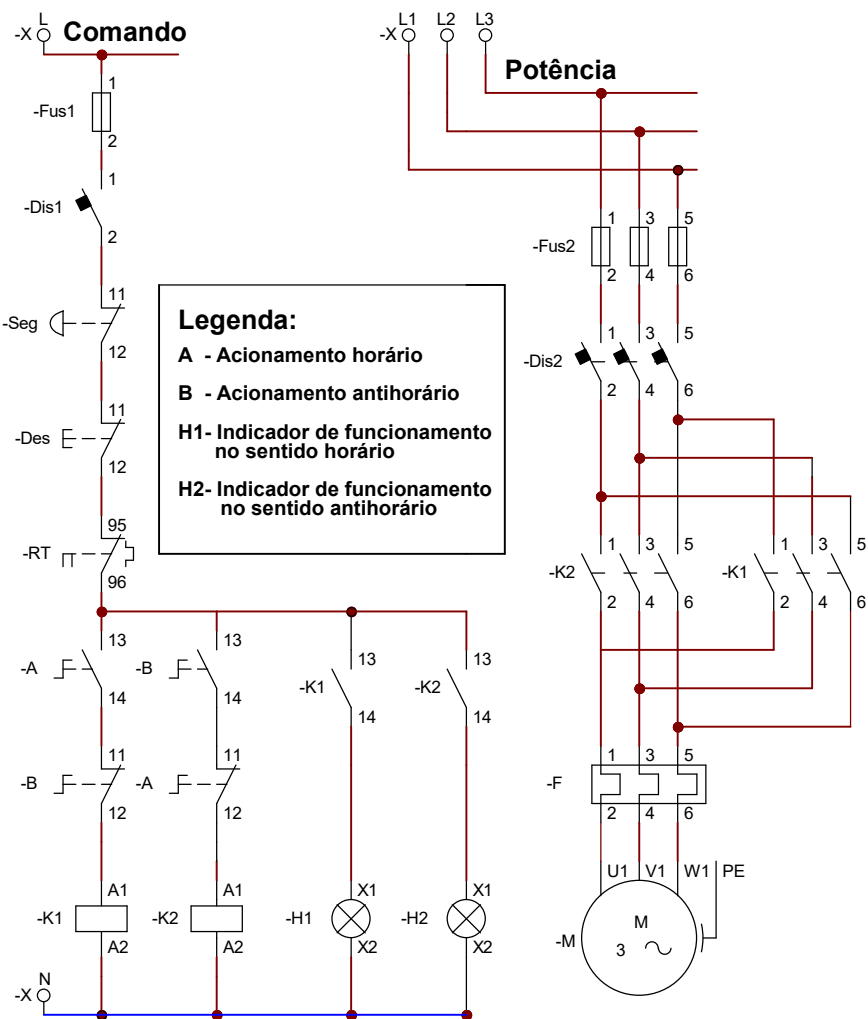 L
-X
Comando
1
-Fus1
2
1
-Dis1
2
11
-Seg
12
11
-Des
12
95
-RT
96
13
-A
14
13
-B
14
13
-K1
14
13
-K2
14
11
-B
12
11
-A
12
A1
-K1
A2
A1
-K2
A2
X1
-H1
X2
X1
-H2
X2
N
-X
Legenda:
A - Acionamento horário
B - Acionamento antihorário
H1- Indicador de funcionamento
no sentido horário
H2- Indicador de funcionamento
no sentido antihorário
L1 L2 L3
-X
Potência
1 3 5
-Fus2
2 4 6
1 3 5
-Dis2
2 4 6
1 3 5
-K2
2 4 6
1 3 5
-K1
2 4 6
1 3 5
-F
2 4 6
U1 V1 W1 PE
M
-M
3